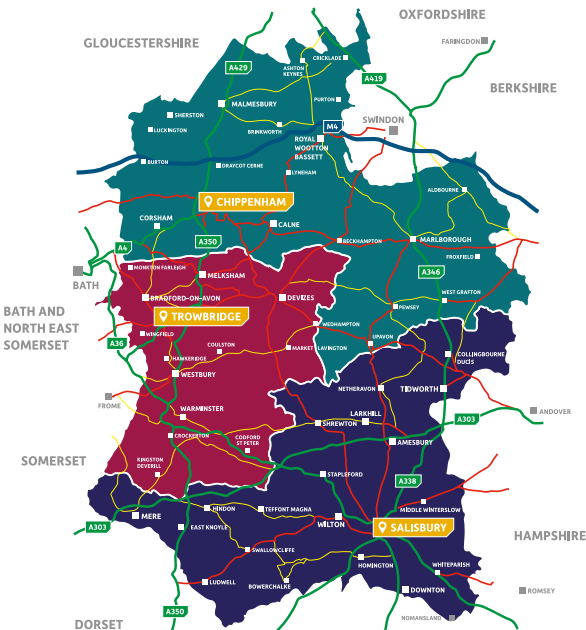 OXFORDSHIRE
GLOUCESTERSHIRE
FARINGDON
CRICKLADE
A429
ASHTON
KEYNES
A419
BERKSHIRE
MALMESBURY
PURTON
SHERSTON
SWINDON
LUCKINGTON
BRINKWORTH
M4
ROYAL
WOOTTON
BASSETT
BURTON
DRAYCOT CERNE
LYNEHAM
ALDBOURNE
CHIPPENHAM
CORSHAM
CALNE
A4
A350
BECKHAMPTON
MARLBOROUGH
FROXFIELD
MONKTON FARLEIGH
BATH
MELKSHAM
A346
BRADFORD-ON-AVON
DEVIZES
WEST GRAFTON
PEWSEY
BATH AND
NORTH EAST
SOMERSET
TROWBRIDGE
WEDHAMPTON
WINGFIELD
A36
UPAVON
COULSTON
MARKET LAVINGTON
HAWKERIDGE
COLLINGBOURNE
DUCIS
WESTBURY
NETHERAVON
TIDWORTH
FROME
WARMINSTER
LARKHILL
A303
ANDOVER
SHREWTON
CROCKERTON
CODFORD
ST PETER
AMESBURY
SOMERSET
KINGSTON
DEVERILL
STAPLEFORD
A338
MIDDLE WINTERSLOW
HINDON
TEFFONT MAGNA
MERE
WILTON
A303
EAST KNOYLE
SALISBURY
HAMPSHIRE
SWALLOWCLIFFE
HOMINGTON
WHITEPARISH
LUDWELL
BOWERCHALKE
DOWNTON
ROMSEY
A350
NOMANSLAND
DORSET